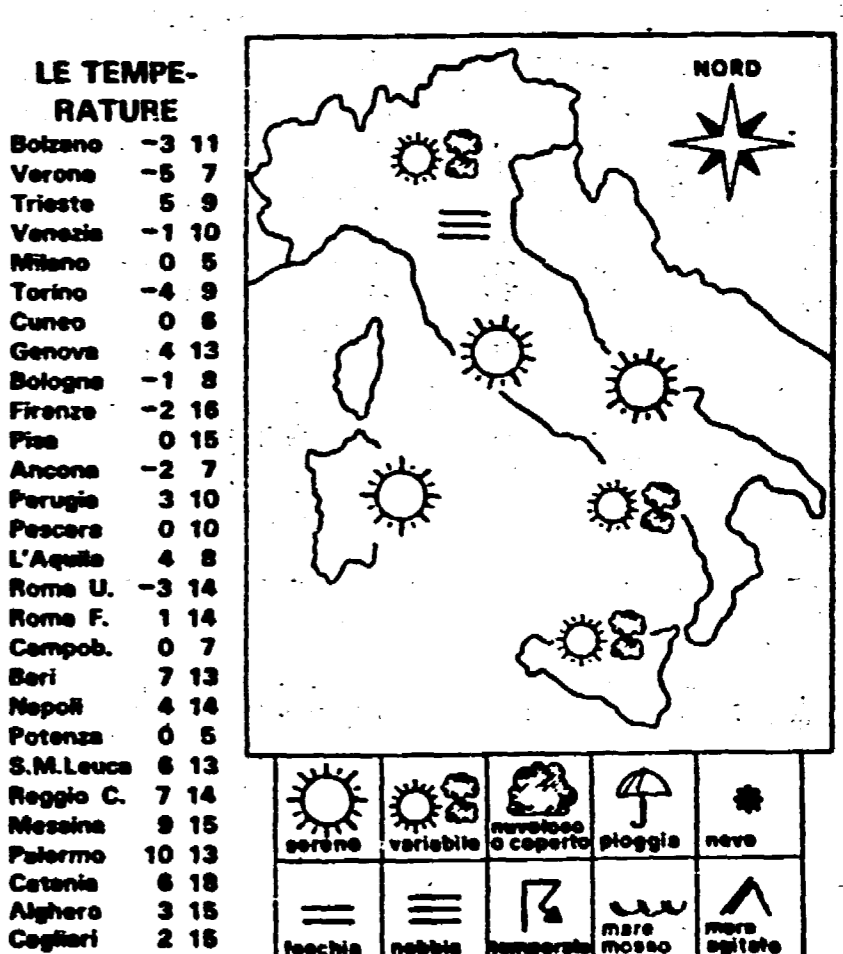 LE TEMPE-
RATURE
Bolzano -3 11
Verona -5 7
Trieste 5 9
Venezia -1 10
Milano 0 5
Torino -4 9
Cuneo 0 6
Genova 4 13
Bologna -1 8
Firenze -2 16
Pisa 0 15
Ancona -2 7
Perugia 3 10
Pescara 0 10
L'Aquila 4 8
Roma U. -3 14
Roma F. 1 14
Campob. 0 7
Bari 7 13
Napoli 4 14
Potenza 0 5
S.M.Leuca 6 13
Reggio C. 7 14
Messina 9 15
Palermo 10 13
Catania 6 18
Alghero 3 15
Cagliari 2 15
NORD
sereno
variabile
nuvoloso
o coperto
pioggia
neve
foschia
nebbia
temporale
mare
mosso
mare
agitato